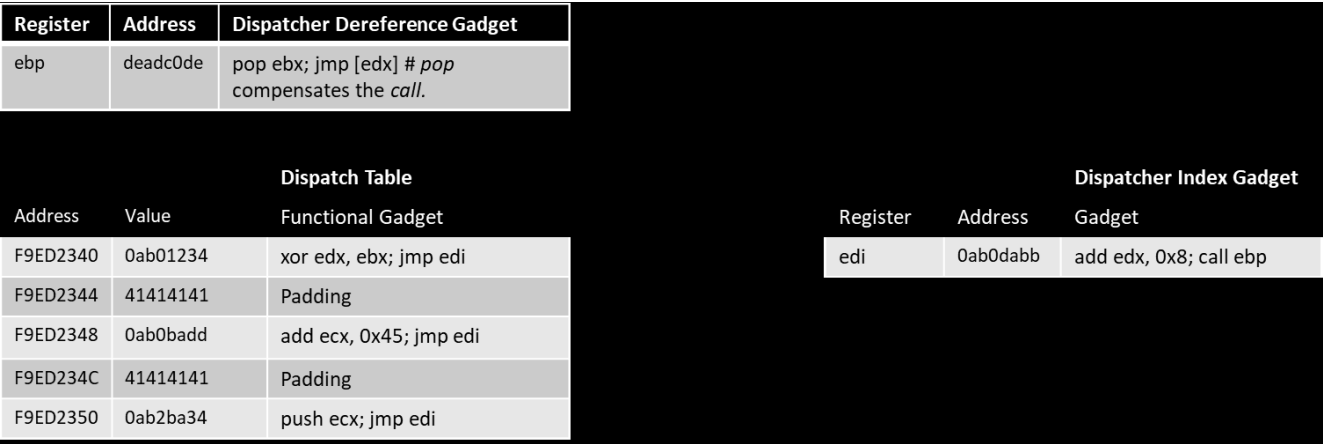 Register Address Dispatcher Dereference Gadget
ebp deadc0de pop ebx; jmp [edx] # pop
compensates the call.
Dispatch Table
Address Value Functional Gadget
F9ED2340 0ab01234 xor edx, ebx; jmp edi
F9ED2344 41414141 Padding
F9ED2348 0ab0badd add ecx, 0x45; jmp edi
F9ED234C 41414141 Padding
F9ED2350 0ab2ba34 push ecx; jmp edi
Dispatcher Index Gadget
Register Address Gadget
edi 0ab0dabb add edx, 0x8; call ebp